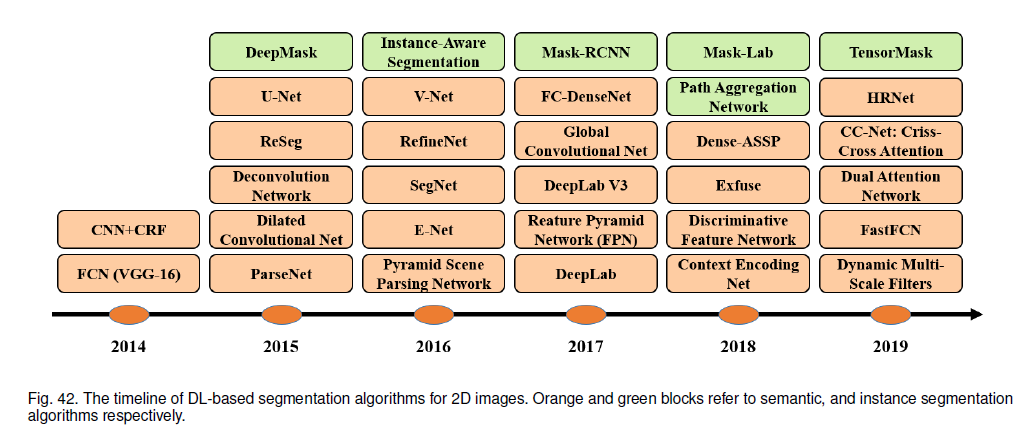 DeepMask
U-Net
ReSeg
Deconvolution
Network
Dilated
Convolutional Net
ParseNet
Instance-Aware
Segmentation
V-Net
RefineNet
SegNet
E-Net
Pyramid Scene
Parsing Network
Mask-RCNN
FC-DenseNet
Global
Convolutional Net
DeepLab V3
Reature Pyramid
Network (FPN)
DeepLab
Mask-Lab
Path Aggregation
Network
Dense-ASSP
Exfuse
Discriminative
Feature Network
Context Encoding
Net
TensorMask
HRNet
CC-Net: Criss-
Cross Attention
Dual Attention
Network
FastFCN
Dynamic Multi-
Scale Filters
CNN+CRF
FCN (VGG-16)
2014
2015
2016
2017
2018
2019
Fig. 42. The timeline of DL-based segmentation algorithms for 2D images. Orange and green blocks refer to semantic, and instance segmentation
algorithms respectively.